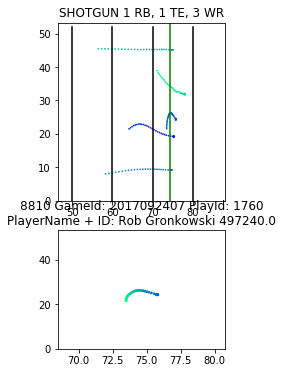 SHOTGUN 1 RB, 1 TE, 3 WR
50
40
30
20
10
0
50 60 70 80
8810 GameId: 2017092407 PlayId: 1760
PlayerName + ID: Rob Gronkowski 497240.0
40
20
0
70.0 72.5 75.0 77.5 80.0